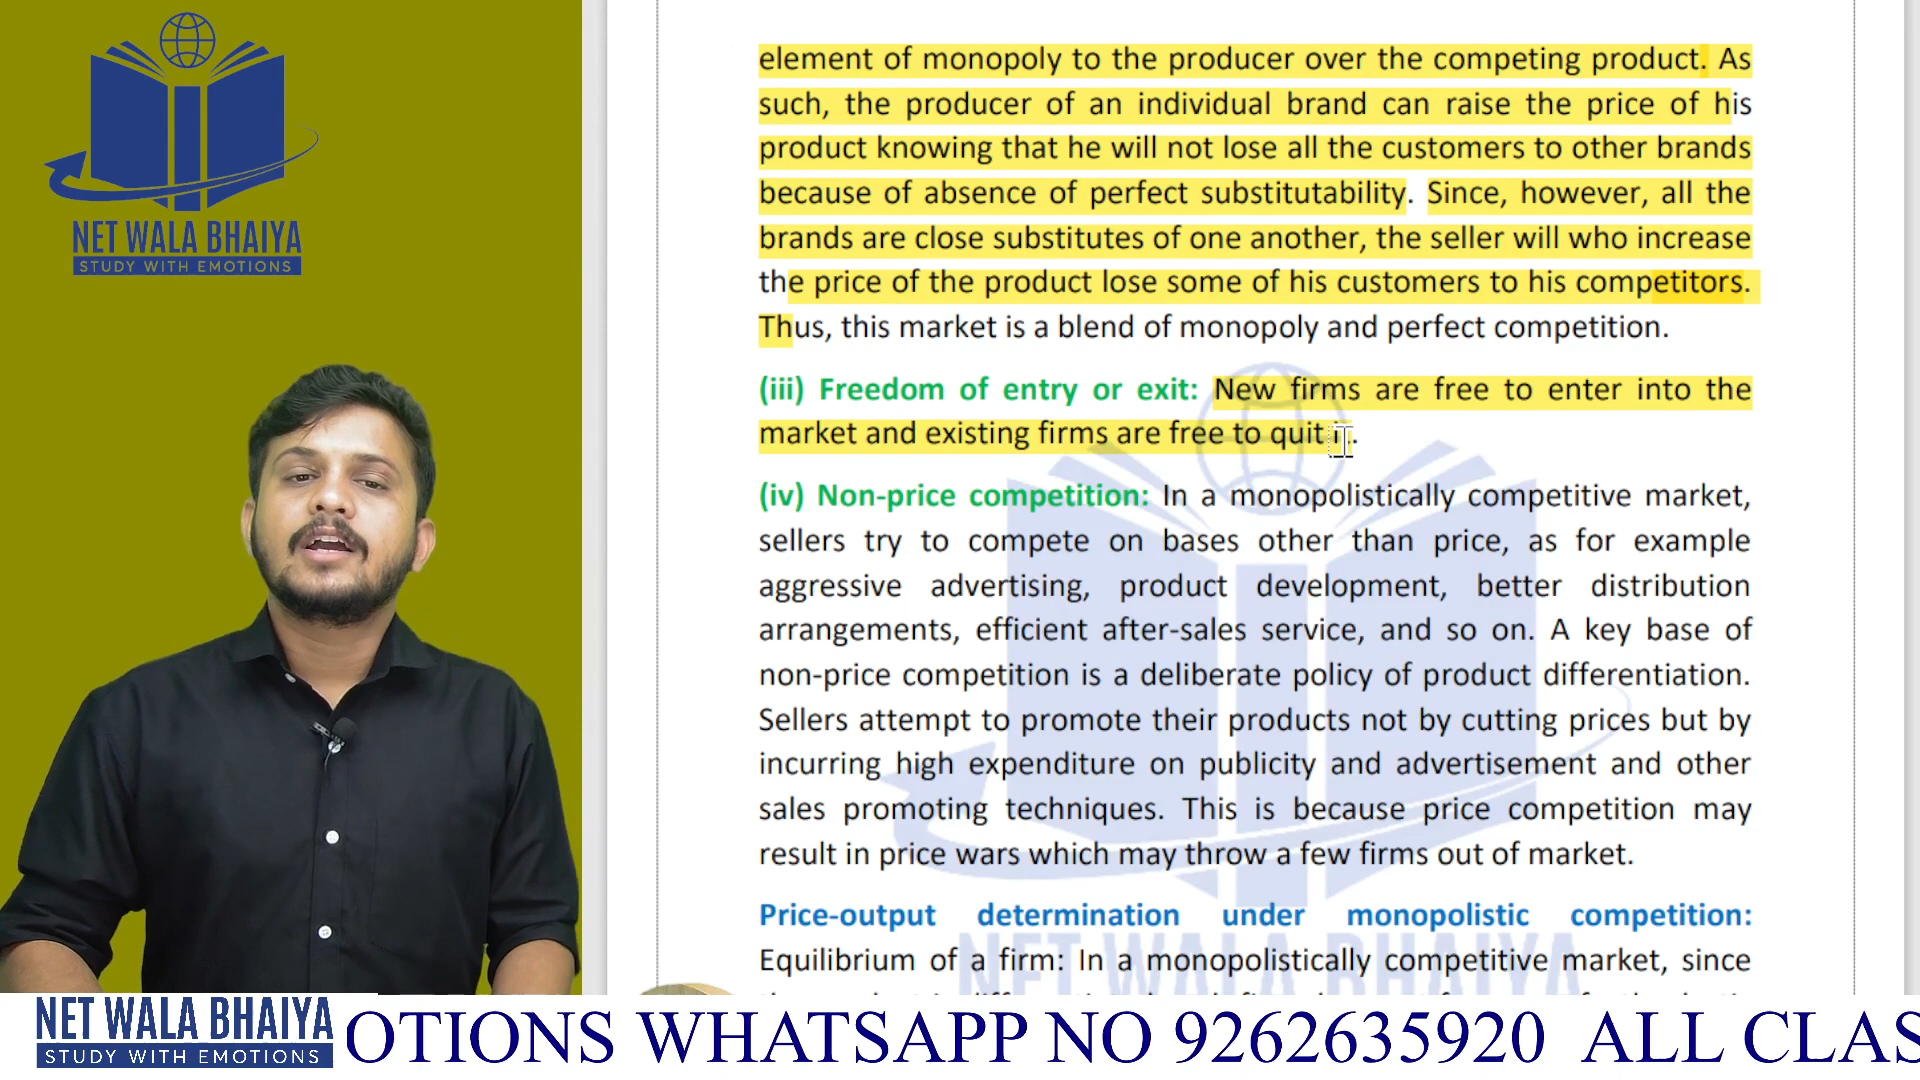 NET WALA BHAIYA
STUDY WITH EMOTIONS
element of monopoly to the producer over the competing product. As
such, the producer of an individual brand can raise the price of his
product knowing that he will not lose all the customers to other brands
because of absence of perfect substitutability. Since, however, all the
brands are close substitutes of one another, the seller will who increase
the price of the product lose some of his customers to his competitors.
Thus, this market is a blend of monopoly and perfect competition.
(iii) Freedom of entry or exit: New firms are free to enter into the
market and existing firms are free to quit
(iv) Non-price competition: In a monopolistically competitive market,
sellers try to compete on bases other than price, as for example
aggressive advertising, product development, better distribution
arrangements, efficient after-sales service, and so on. A key base of
non-price competition is a deliberate policy of product differentiation.
Sellers attempt to promote their products not by cutting prices but by
incurring high expenditure on publicity and advertisement and other
sales promoting techniques. This is because price competition may
result in price wars which may throw a few firms out of market.
Price-output determination under monopolistic competition:
Equilibrium of a firm: In a monopolistically competitive market, since
NET WALA BHAIYA
NET WALA BHAIYA
STUDY WITH EMOTIONS
OTIONS WHATSAPP NO 9262635920 ALL CLAS